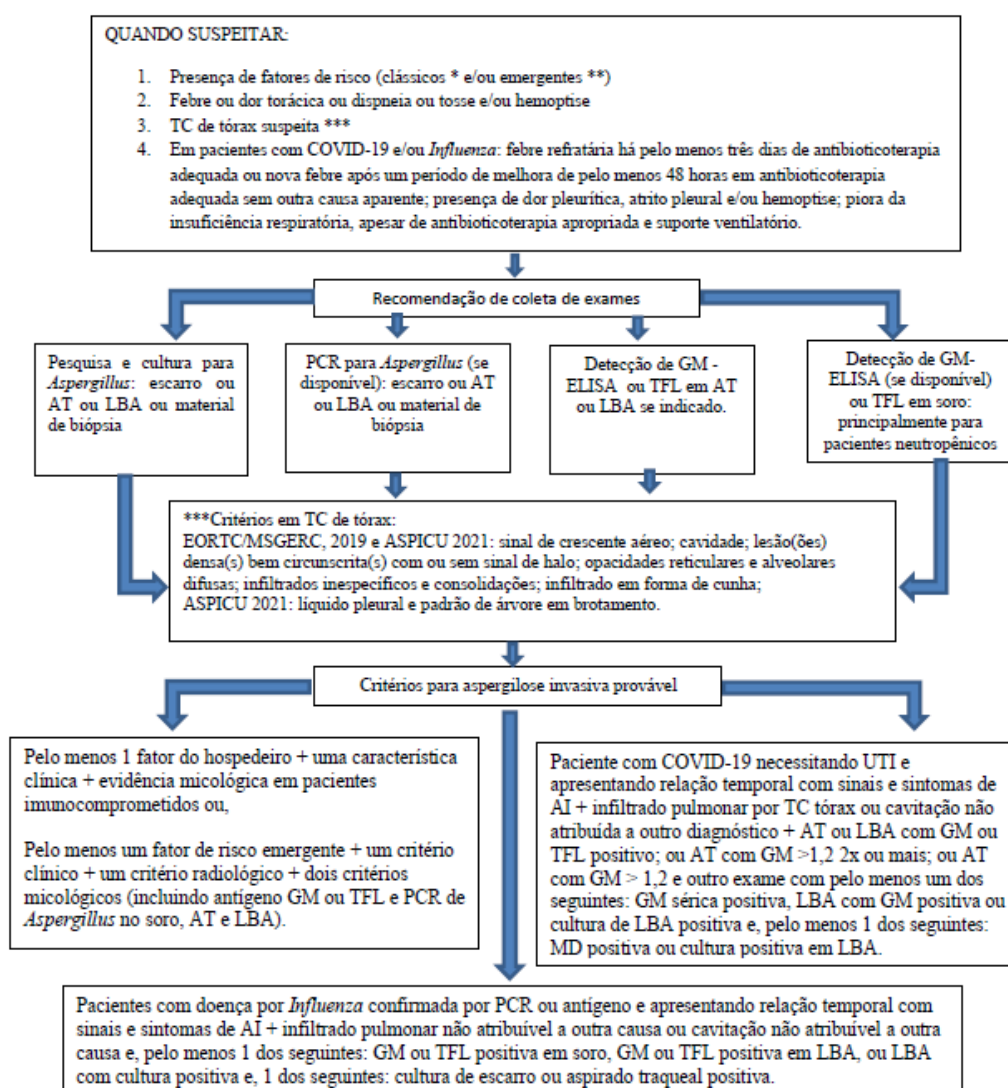 QUANDO SUSPEITAR:
1. Presença de fatores de risco (clássicos * e/ou emergentes **)
2. Febre ou dor torácica ou dispneia ou tosse e/ou hemoptise
3. TC de tórax suspeita ***
4. Em pacientes com COVID-19 e/ou Influenza: febre refratária há pelo menos três dias de antibioticoterapia
adequada ou nova febre após um período de melhora de pelo menos 48 horas em antibioticoterapia
adequada sem outra causa aparente; presença de dor pleurítica, atrito pleural e/ou hemoptise; piora da
insuficiência respiratória, apesar de antibioticoterapia apropriada e suporte ventilatório.
Recomendação de coleta de exames
Pesquisa e cultura para
Aspergillus: escarro ou
AT ou LBA ou material
de biópsia
PCR para Aspergillus (se
disponível): escarro ou AT
ou LBA ou material de
biópsia
Detecção de GM -
ELISA ou TFL em AT
ou LBA se indicado.
Detecção de GM-
ELISA (se disponível)
ou TFL em soro:
principalmente para
pacientes neutropênicos
***Critérios em TC de tórax:
EORTC/MSGERC, 2019 e ASPICU 2021: sinal de crescente aéreo; cavidade; lesão(ões)
densa(s) bem circunscrita(s) com ou sem sinal de halo; opacidades reticulares e alveolares
difusas; infiltrados inespecíficos e consolidações; infiltrado em forma de cunha;
ASPICU 2021: líquido pleural e padrão de árvore em brotamento.
Critérios para aspergilose invasiva provável
Pelo menos 1 fator do hospedeiro + uma característica
clínica + evidência micológica em pacientes
imunocomprometidos ou,
Pelo menos um fator de risco emergente + um critério
clínico + um critério radiológico + dois critérios
micológicos (incluindo antígeno GM ou TFL e PCR de
Aspergillus no soro, AT e LBA).
Paciente com COVID-19 necessitando UTI e
apresentando relação temporal com sinais e sintomas de
AI + infiltrado pulmonar por TC tórax ou cavitação não
atribuída a outro diagnóstico + AT ou LBA com GM ou
TFL positivo; ou AT com GM >1,2 2x ou mais; ou AT
com GM > 1,2 e outro exame com pelo menos um dos
seguintes: GM sérica positiva, LBA com GM positiva ou
cultura de LBA positiva e, pelo menos 1 dos seguintes:
MD positiva ou cultura positiva em LBA.
Pacientes com doença por Influenza confirmada por PCR ou antígeno e apresentando relação temporal com
sinais e sintomas de AI + infiltrado pulmonar não atribuível a outra causa ou cavitação não atribuível a outra
causa e, pelo menos 1 dos seguintes: GM ou TFL positiva em soro, GM ou TFL positiva em LBA, ou LBA
com cultura positiva e, 1 dos seguintes: cultura de escarro ou aspirado traqueal positiva.